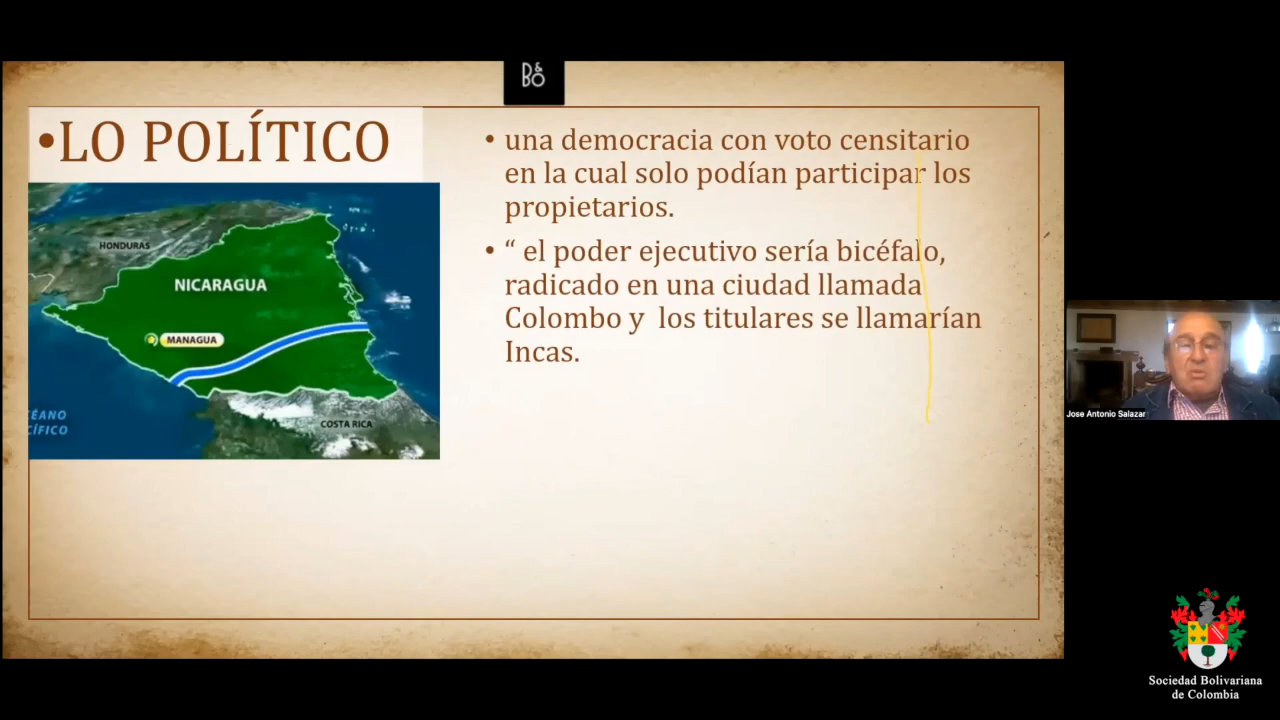 B&O
•LO POLÍTICO
HONDURAS
NICARAGUA
MANAGUA
COSTA RICA
• una democracia con voto censitario
en la cual solo podían participar los
propietarios.
• “ el poder ejecutivo sería bicéfalo,
radicado en una ciudad llamada
Colombo y los titulares se llamarían
Incas.
Jose Antonio Salazar
Sociedad Bolivariana
de Colombia